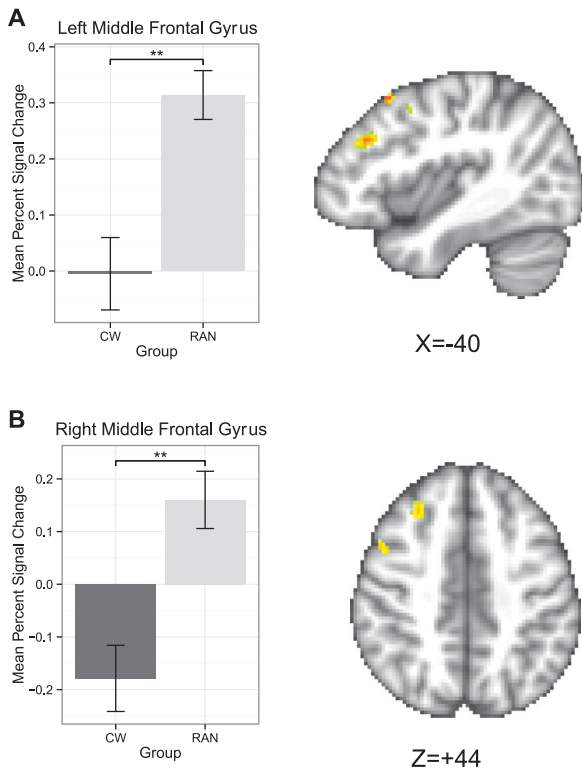 A
Left Middle Frontal Gyrus
**
0.4
0.3
0.2
0.1
0.0
Mean Percent Signal Change
CW
RAN
Group
X=-40
B
Right Middle Frontal Gyrus
**
0.2
0.1
0.0
−0.1
−0.2
Mean Percent Signal Change
CW
RAN
Group
Z=+44